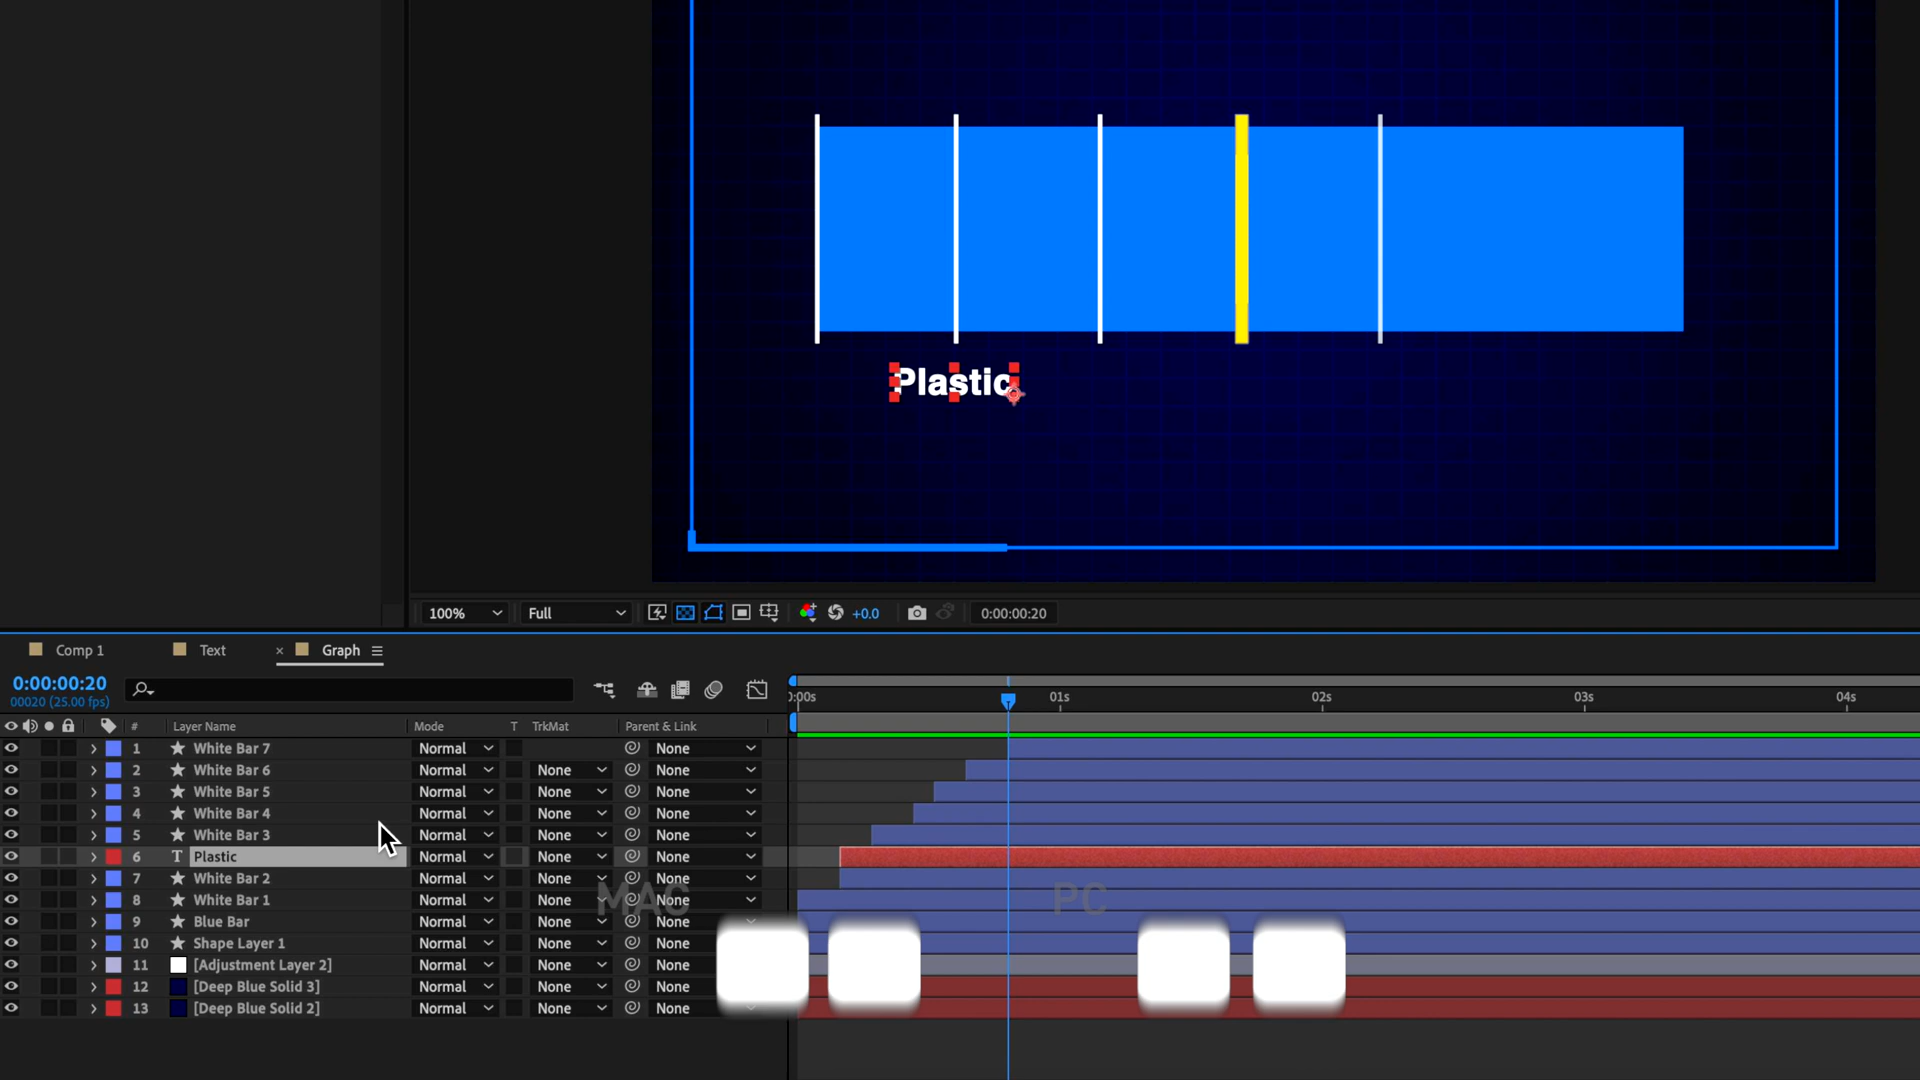 Plastic
100% Full +0.0 0:00:00:20
Comp 1 Text × Graph
0:00:00:20
00020 (25.00 fps)
0:00s 01s 02s 03s 04s
# Layer Name Mode T TrkMat Parent & Link
1 White Bar 7 Normal None
2 White Bar 6 Normal None None
3 White Bar 5 Normal None None
4 White Bar 4 Normal None None
5 White Bar 3 Normal None None
6 T Plastic Normal None None
7 White Bar 2 Normal None None
8 White Bar 1 Normal None None
9 Blue Bar Normal None None
10 Shape Layer 1 Normal None None
11 [Adjustment Layer 2] Normal None None
12 [Deep Blue Solid 3] Normal None None
13 [Deep Blue Solid 2] Normal None None
MAC PC